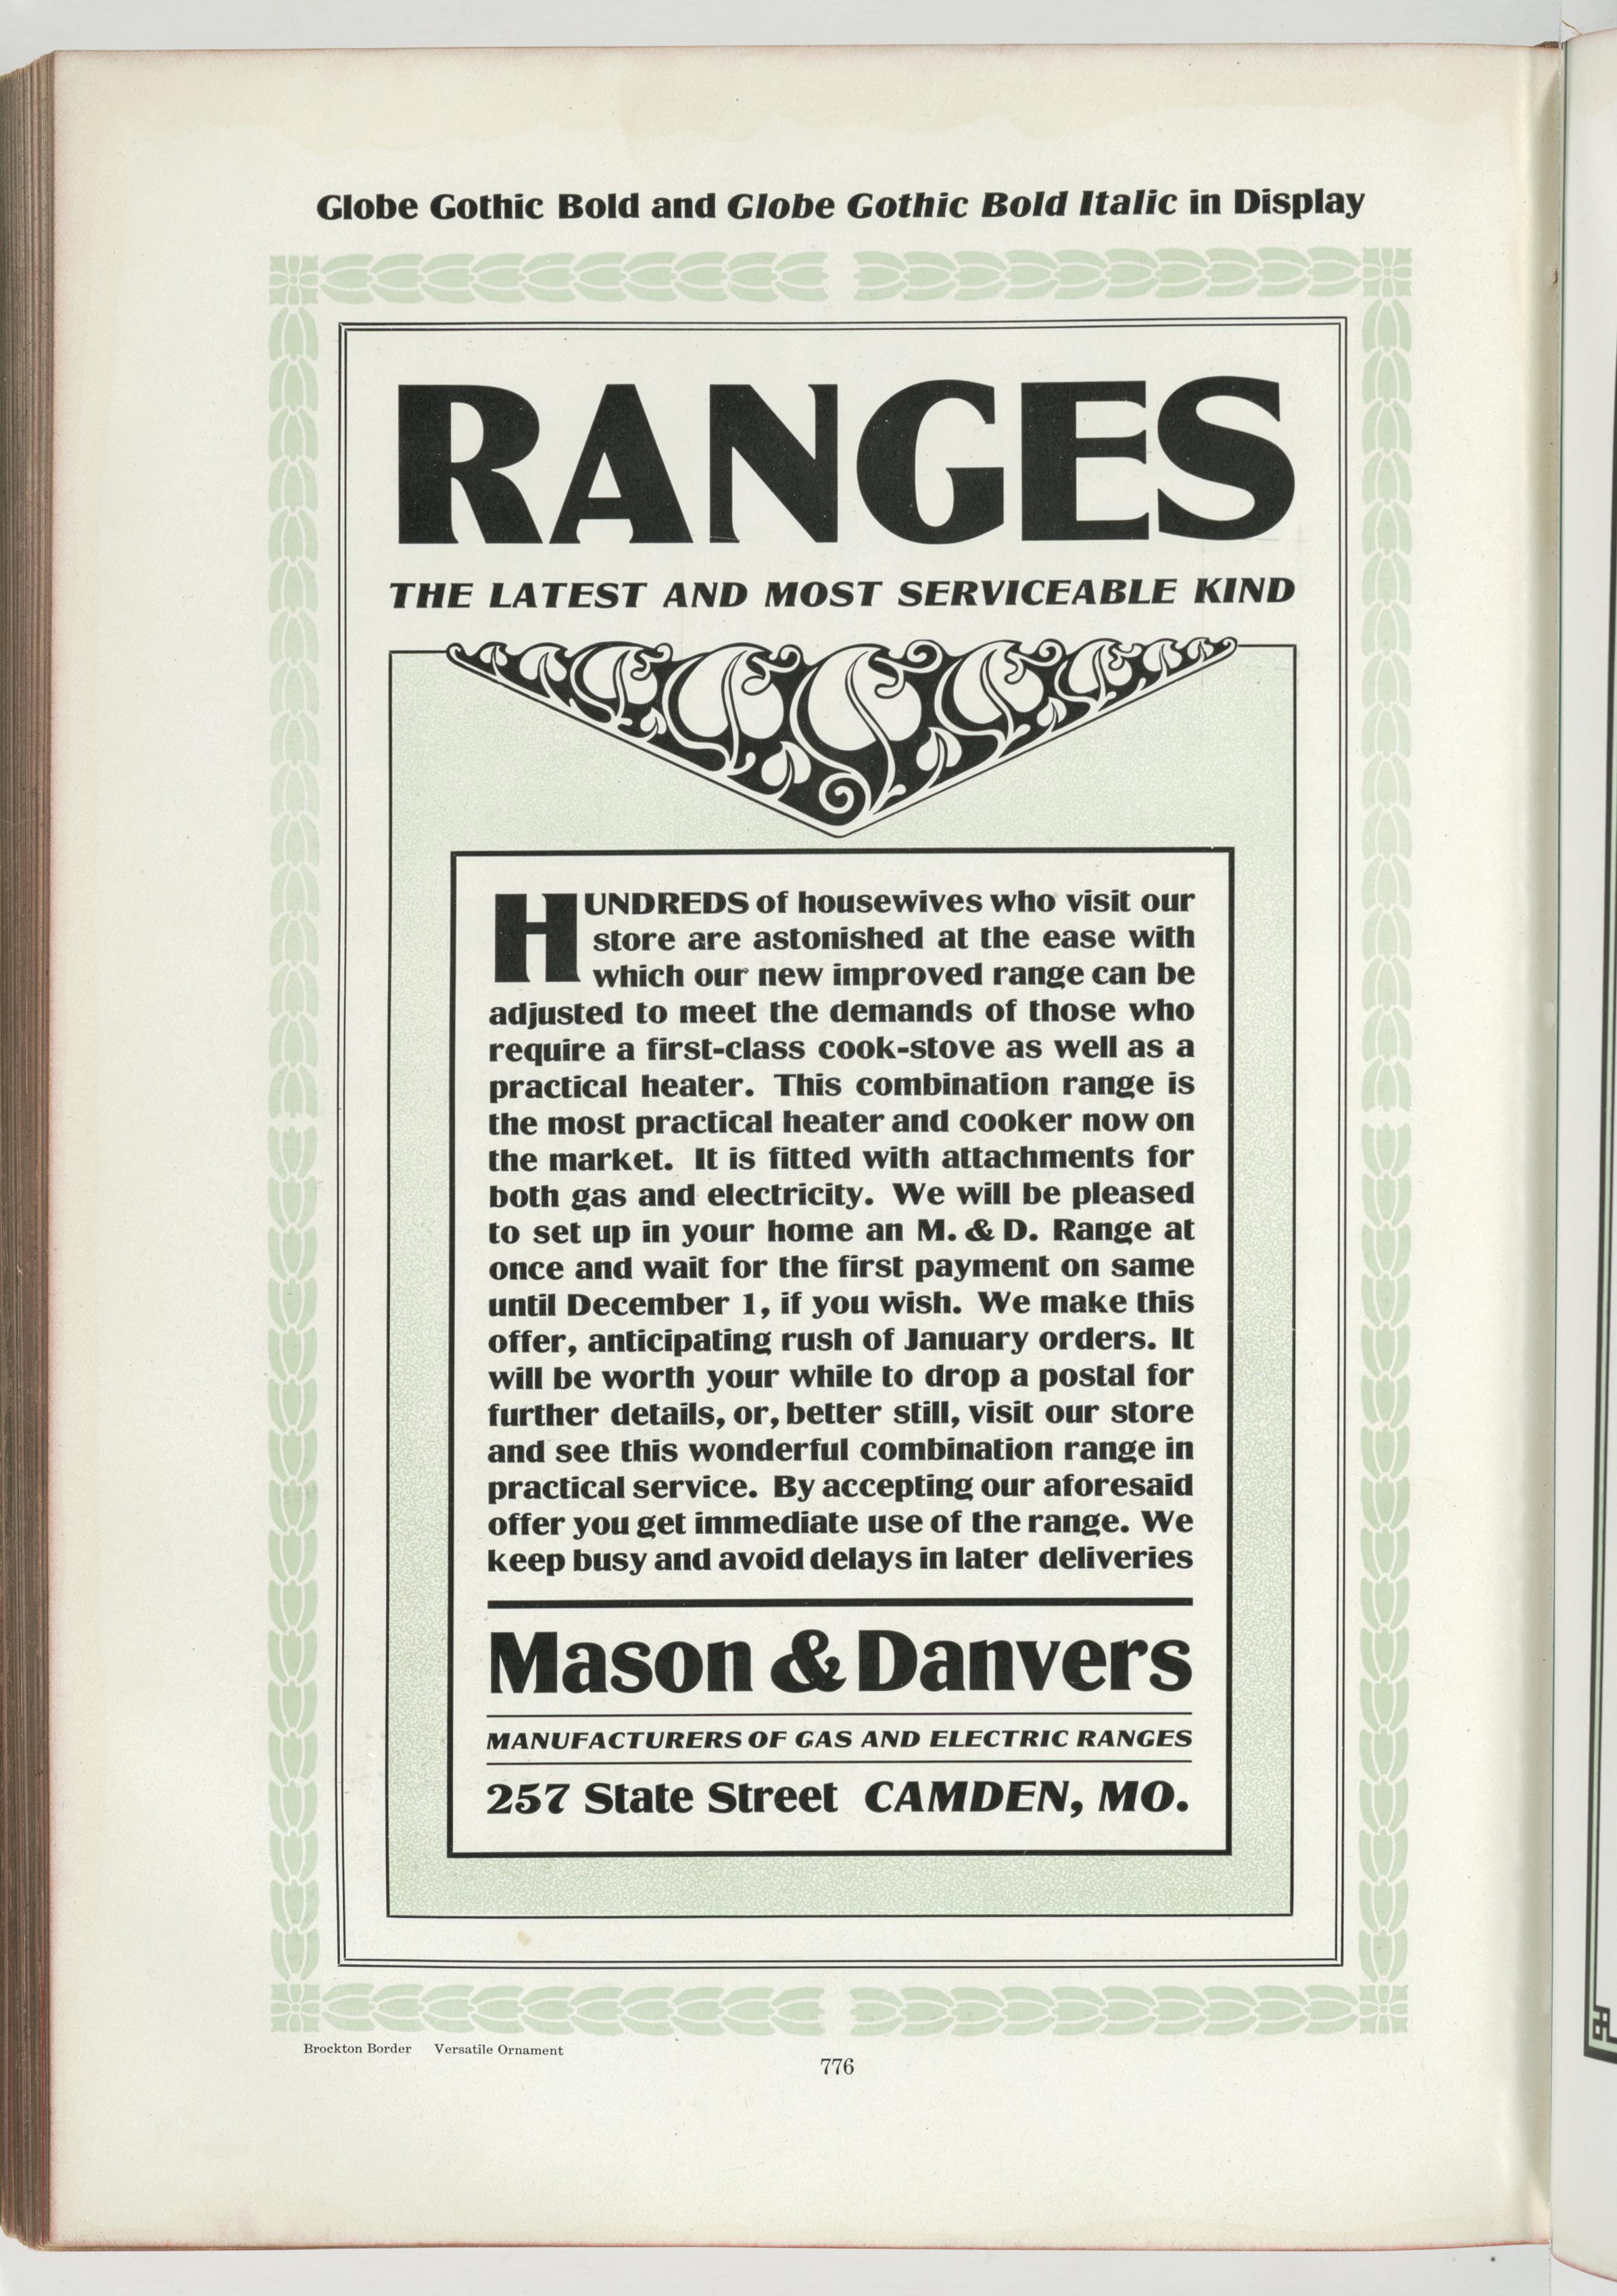 Globe Gothic Bold and Globe Gothic Bold Italic in Display
RANGES
THE LATEST AND MOST SERVICEABLE KIND
HUNDREDS of housewives who visit our
store are astonished at the ease with
which our new improved range can be
adjusted to meet the demands of those who
require a first-class cook-stove as well as a
practical heater. This combination range is
the most practical heater and cooker now on
the market. It is fitted with attachments for
both gas and electricity. We will be pleased
to set up in your home an M. & D. Range at
once and wait for the first payment on same
until December 1, if you wish. We make this
offer, anticipating rush of January orders. It
will be worth your while to drop a postal for
further details, or, better still, visit our store
and see this wonderful combination range in
practical service. By accepting our aforesaid
offer you get immediate use of the range. We
keep busy and avoid delays in later deliveries
Mason & Danvers
MANUFACTURERS OF GAS AND ELECTRIC RANGES
257 State Street CAMDEN, MO.
Brockton Border Versatile Ornament
776